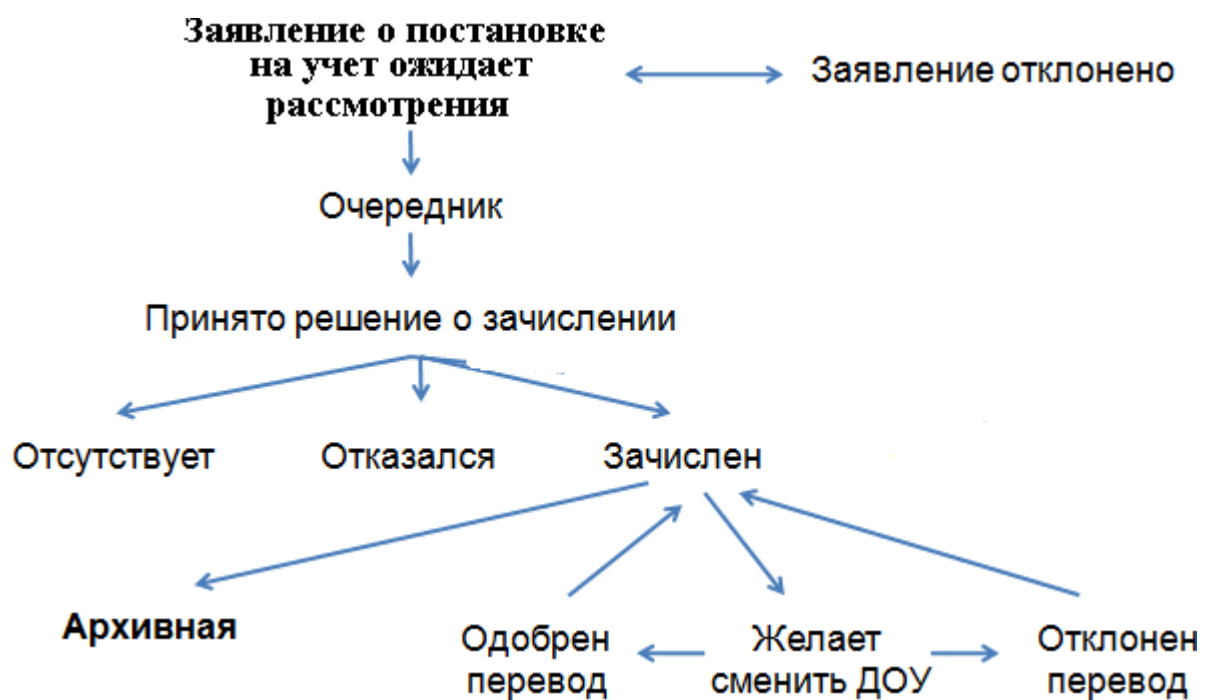 Заявление о постановке
на учет ожидает
рассмотрения
Заявление отклонено
Очередник
Принято решение о зачислении
Отсутствует
Отказался
Зачислен
Архивная
Одобрен
перевод
Желает
сменить ДОУ
Отклонен
перевод